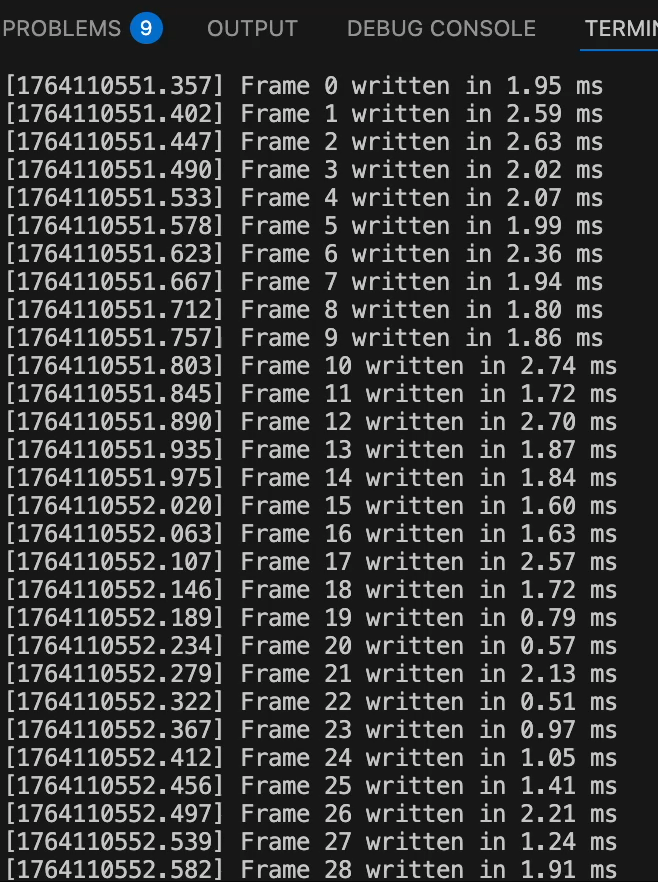 PROBLEMS 9 OUTPUT DEBUG CONSOLE TERMIN
[1764110551.357] Frame 0 written in 1.95 ms
[1764110551.402] Frame 1 written in 2.59 ms
[1764110551.447] Frame 2 written in 2.63 ms
[1764110551.490] Frame 3 written in 2.02 ms
[1764110551.533] Frame 4 written in 2.07 ms
[1764110551.578] Frame 5 written in 1.99 ms
[1764110551.623] Frame 6 written in 2.36 ms
[1764110551.667] Frame 7 written in 1.94 ms
[1764110551.712] Frame 8 written in 1.80 ms
[1764110551.757] Frame 9 written in 1.86 ms
[1764110551.803] Frame 10 written in 2.74 ms
[1764110551.845] Frame 11 written in 1.72 ms
[1764110551.890] Frame 12 written in 2.70 ms
[1764110551.935] Frame 13 written in 1.87 ms
[1764110551.975] Frame 14 written in 1.84 ms
[1764110552.020] Frame 15 written in 1.60 ms
[1764110552.063] Frame 16 written in 1.63 ms
[1764110552.107] Frame 17 written in 2.57 ms
[1764110552.146] Frame 18 written in 1.72 ms
[1764110552.189] Frame 19 written in 0.79 ms
[1764110552.234] Frame 20 written in 0.57 ms
[1764110552.279] Frame 21 written in 2.13 ms
[1764110552.322] Frame 22 written in 0.51 ms
[1764110552.367] Frame 23 written in 0.97 ms
[1764110552.412] Frame 24 written in 1.05 ms
[1764110552.456] Frame 25 written in 1.41 ms
[1764110552.497] Frame 26 written in 2.21 ms
[1764110552.539] Frame 27 written in 1.24 ms
[1764110552.582] Frame 28 written in 1.91 ms